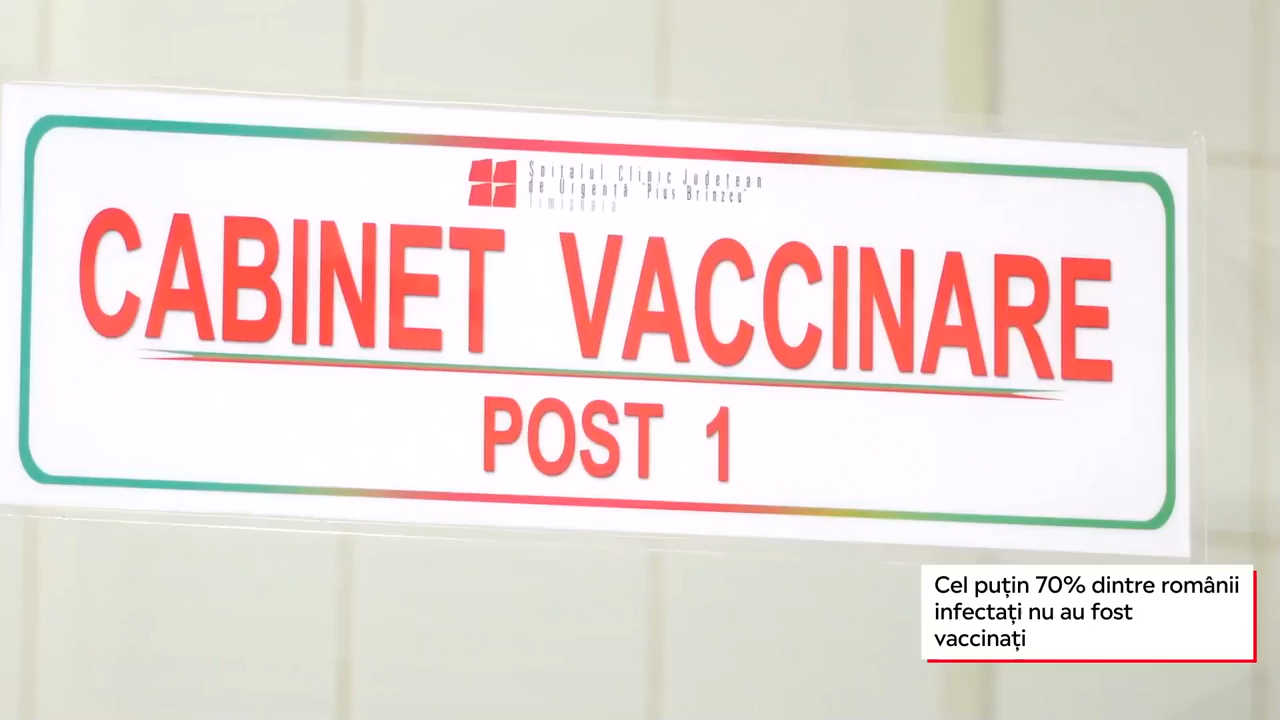 Spitalul Clinic Județean
de Urgență "Pius Brînzeu"
Timișoara
CABINET VACCINARE
POST 1
Cel puțin 70% dintre românii
infectați nu au fost
vaccinați